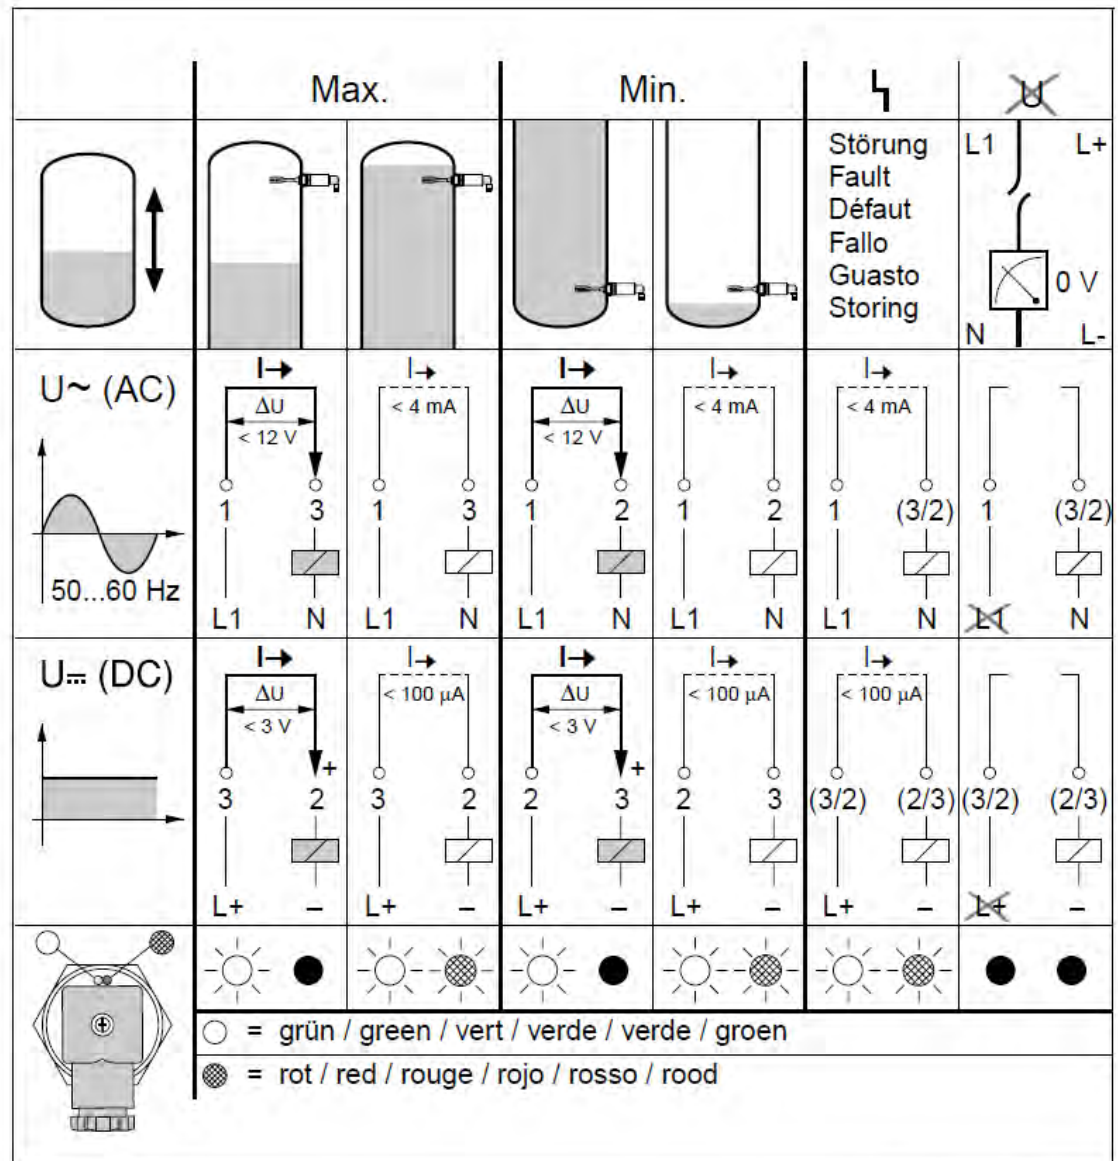 Max.
Min.
U
Störung
Fault
Défaut
Fallo
Guasto
Storing
L1 L+
0 V
N L-
U~ (AC)
50...60 Hz
I→ I→ I→ I→ I→
ΔU < 4 mA ΔU < 4 mA < 4 mA
< 12 V < 12 V
1 3 1 3 1 2 1 2 1 (3/2) 1 (3/2)
L1 N L1 N L1 N L1 N L1 N L1 N
U⎓ (DC)
I→ I→ I→ I→ I→
ΔU < 100 µA ΔU < 100 µA < 100 µA
< 3 V < 3 V
+ +
3 2 3 2 2 3 2 3 (3/2) (2/3) (3/2) (2/3)
L+ – L+ – L+ – L+ – L+ – L+ –
= grün / green / vert / verde / verde / groen
= rot / red / rouge / rojo / rosso / rood